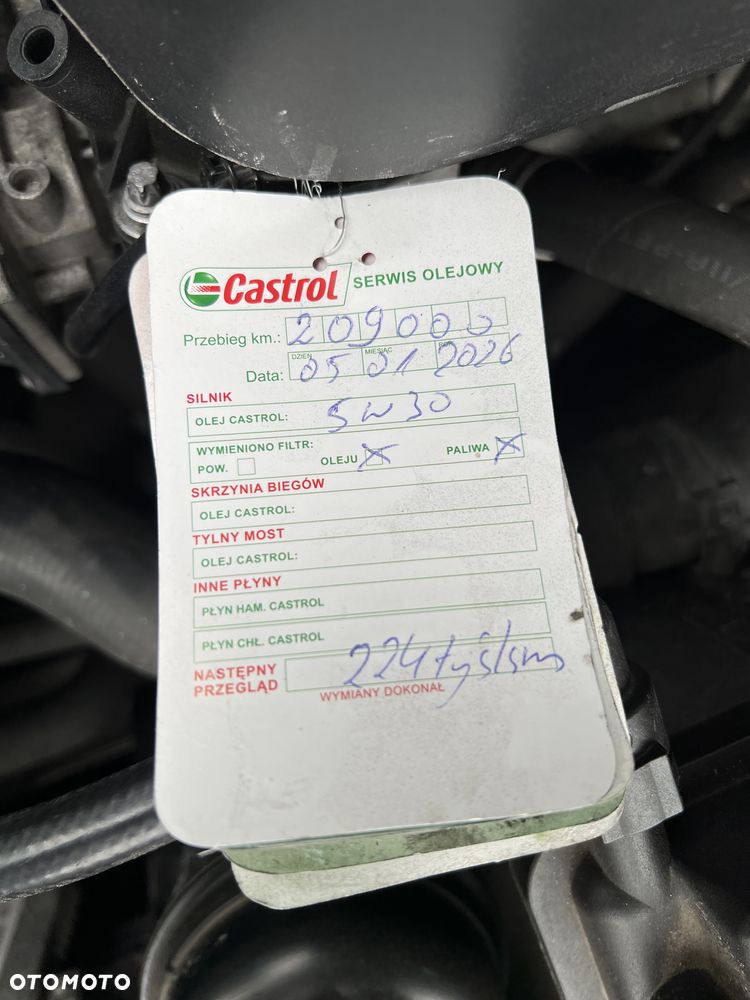 Castrol SERWIS OLEJOWY
Przebieg km.: 209000
DZIEŃ MIESIĄC ROK
Data: 05 01 2026
SILNIK
OLEJ CASTROL: 5w30
WYMIENIONO FILTR:
POW. OLEJU X PALIWA X
SKRZYNIA BIEGÓW
OLEJ CASTROL:
TYLNY MOST
OLEJ CASTROL:
INNE PŁYNY
PŁYN HAM. CASTROL
PŁYN CHŁ. CASTROL
NASTĘPNY PRZEGLĄD 224 tyś/
WYMIANY DOKONAŁ
OTOMOTO